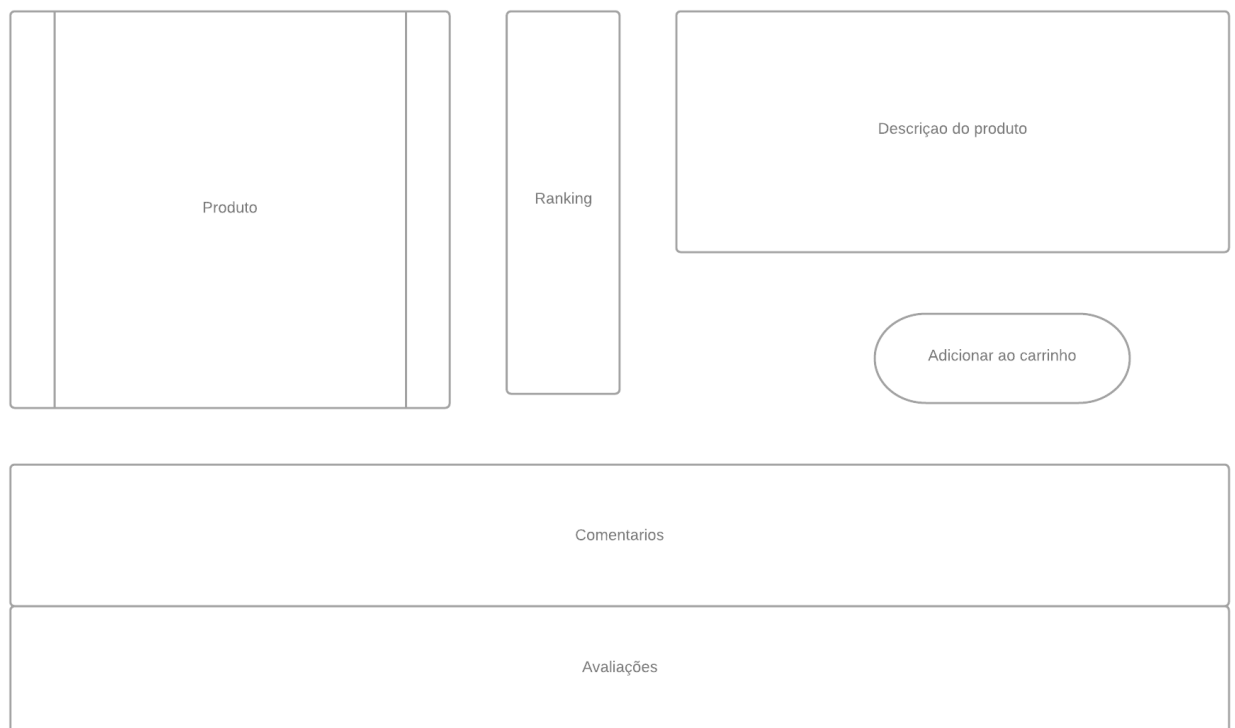 Produto
Ranking
Descriçao do produto
Adicionar ao carrinho
Comentarios
Avaliações